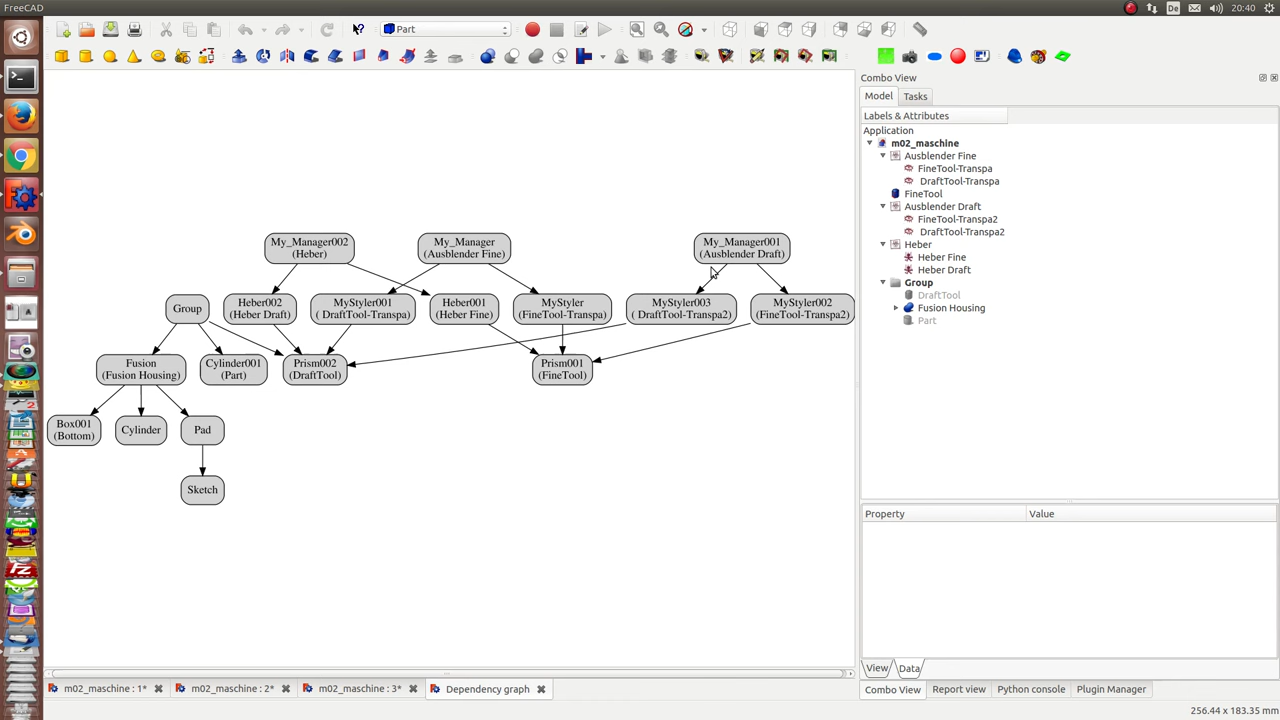 FreeCAD
De
20:40
Part
Combo View
Model
Tasks
Labels & Attributes
Application
m02_maschine
Ausblender Fine
FineTool-Transpa
DraftTool-Transpa
FineTool
Ausblender Draft
FineTool-Transpa2
DraftTool-Transpa2
Heber
Heber Fine
Heber Draft
Group
DraftTool
Fusion Housing
Part
My_Manager002
(Heber)
My_Manager
(Ausblender Fine)
My_Manager001
(Ausblender Draft)
Group
Heber002
(Heber Draft)
MyStyler001
( DraftTool-Transpa)
Heber001
(Heber Fine)
MyStyler
(FineTool-Transpa)
MyStyler003
( DraftTool-Transpa2)
MyStyler002
(FineTool-Transpa2)
Fusion
(Fusion Housing)
Cylinder001
(Part)
Prism002
(DraftTool)
Prism001
(FineTool)
Box001
(Bottom)
Cylinder
Pad
Sketch
Property
Value
View
Data
m02_maschine : 1*
m02_maschine : 2*
m02_maschine : 3*
Dependency graph
Combo View
Report view
Python console
Plugin Manager
256.44 x 183.35 mm